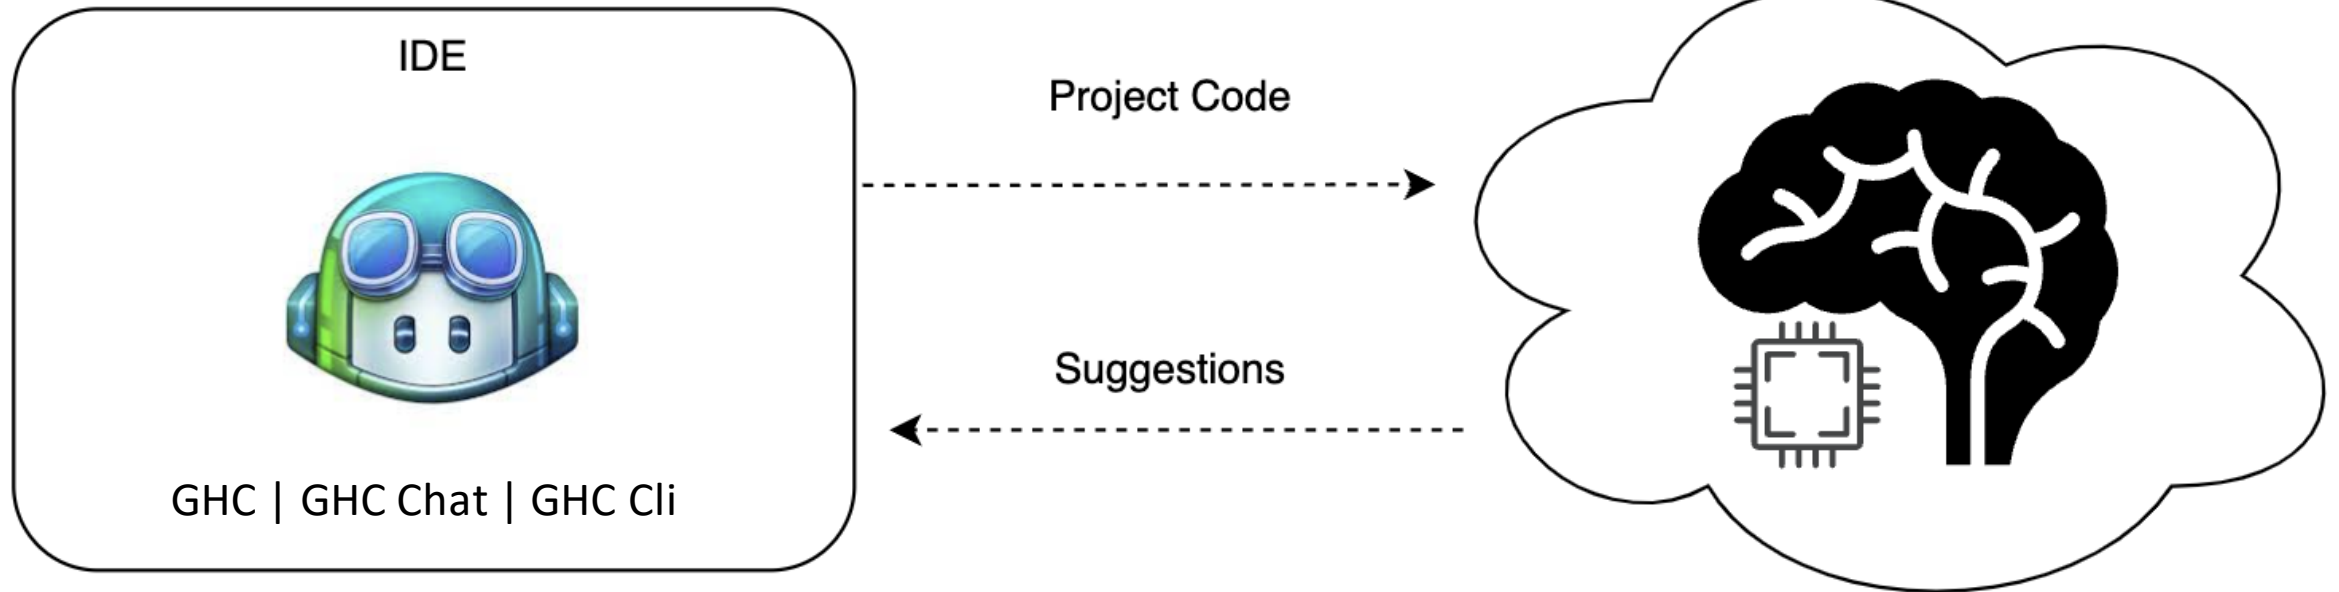 IDE
Project Code
Suggestions
GHC | GHC Chat | GHC Cli